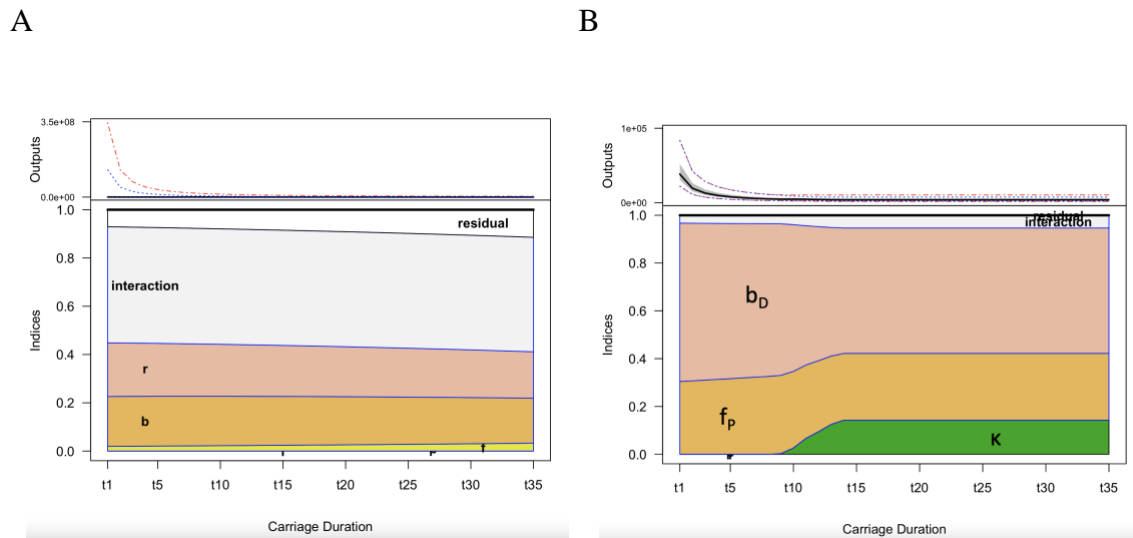 A
B
3.5e+08
Outputs
0.0e+00
1.0
residual
0.8
interaction
0.6
Indices
0.4
r
0.2
b
0.0
t1
t5
t10
t15
t20
t25
t30
t35
Carriage Duration
1e+05
Outputs
0e+00
1.0
residual
interaction
0.8
b_D
0.6
Indices
0.4
f_P
0.2
K
0.0
t1
t5
t10
t15
t20
t25
t30
t35
Carriage Duration